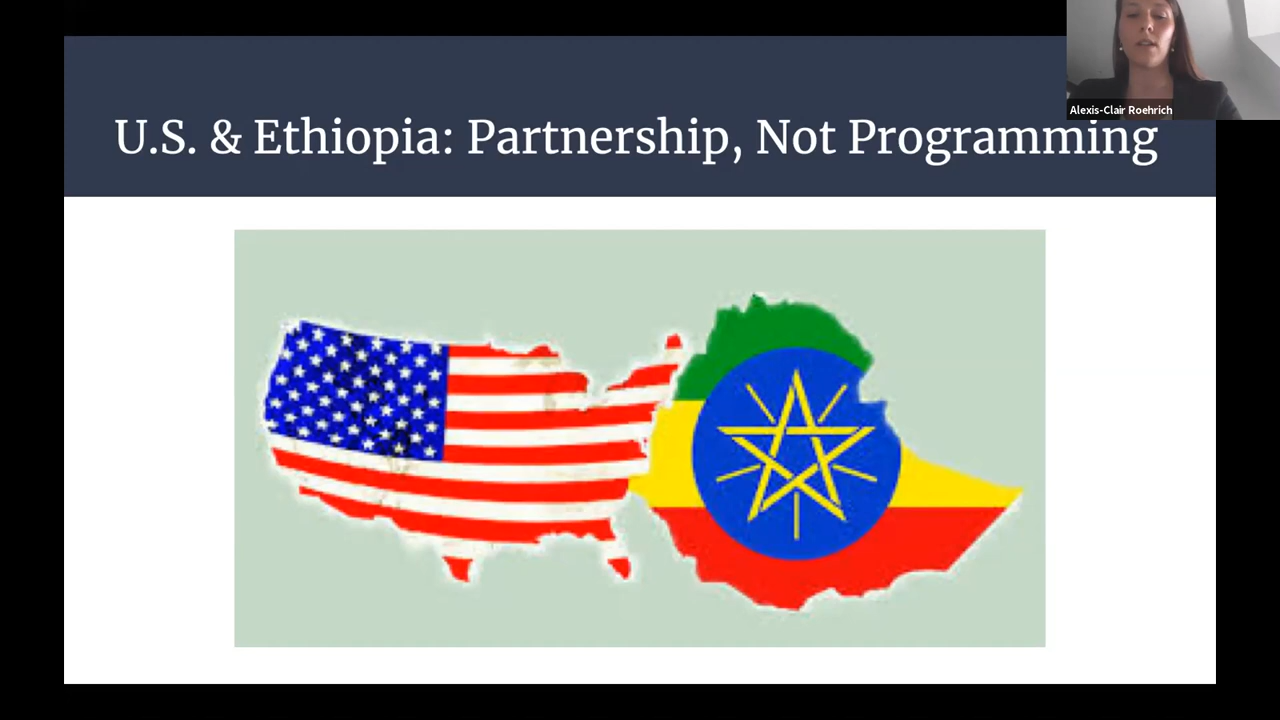 Alexis-Clair Roehrich
U.S. & Ethiopia: Partnership, Not Programming